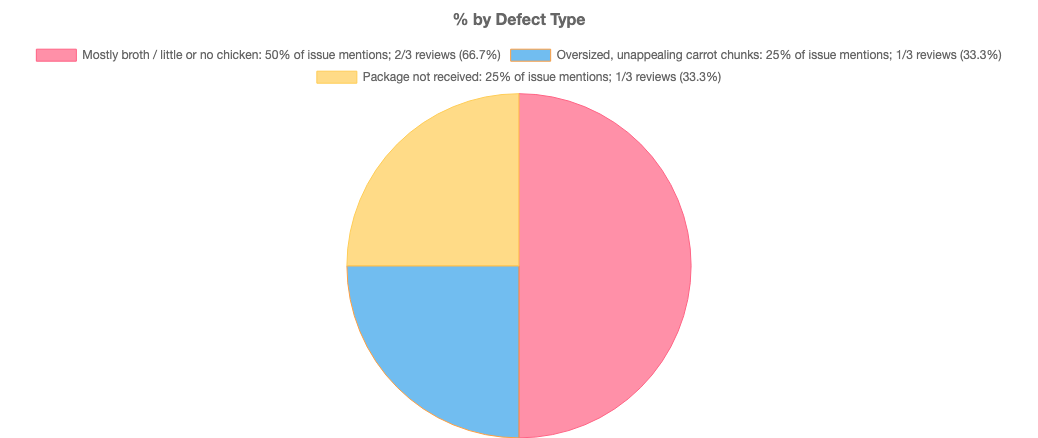 % by Defect Type
Mostly broth / little or no chicken: 50% of issue mentions; 2/3 reviews (66.7%) Oversized, unappealing carrot chunks: 25% of issue mentions; 1/3 reviews (33.3%)
Package not received: 25% of issue mentions; 1/3 reviews (33.3%)